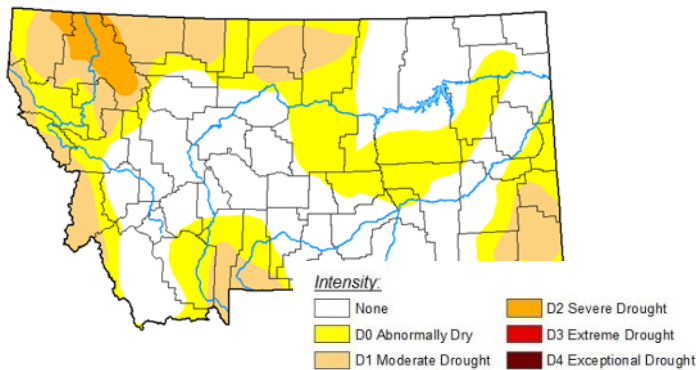 Intensity:
None
D0 Abnormally Dry
D1 Moderate Drought
D2 Severe Drought
D3 Extreme Drought
D4 Exceptional Drought